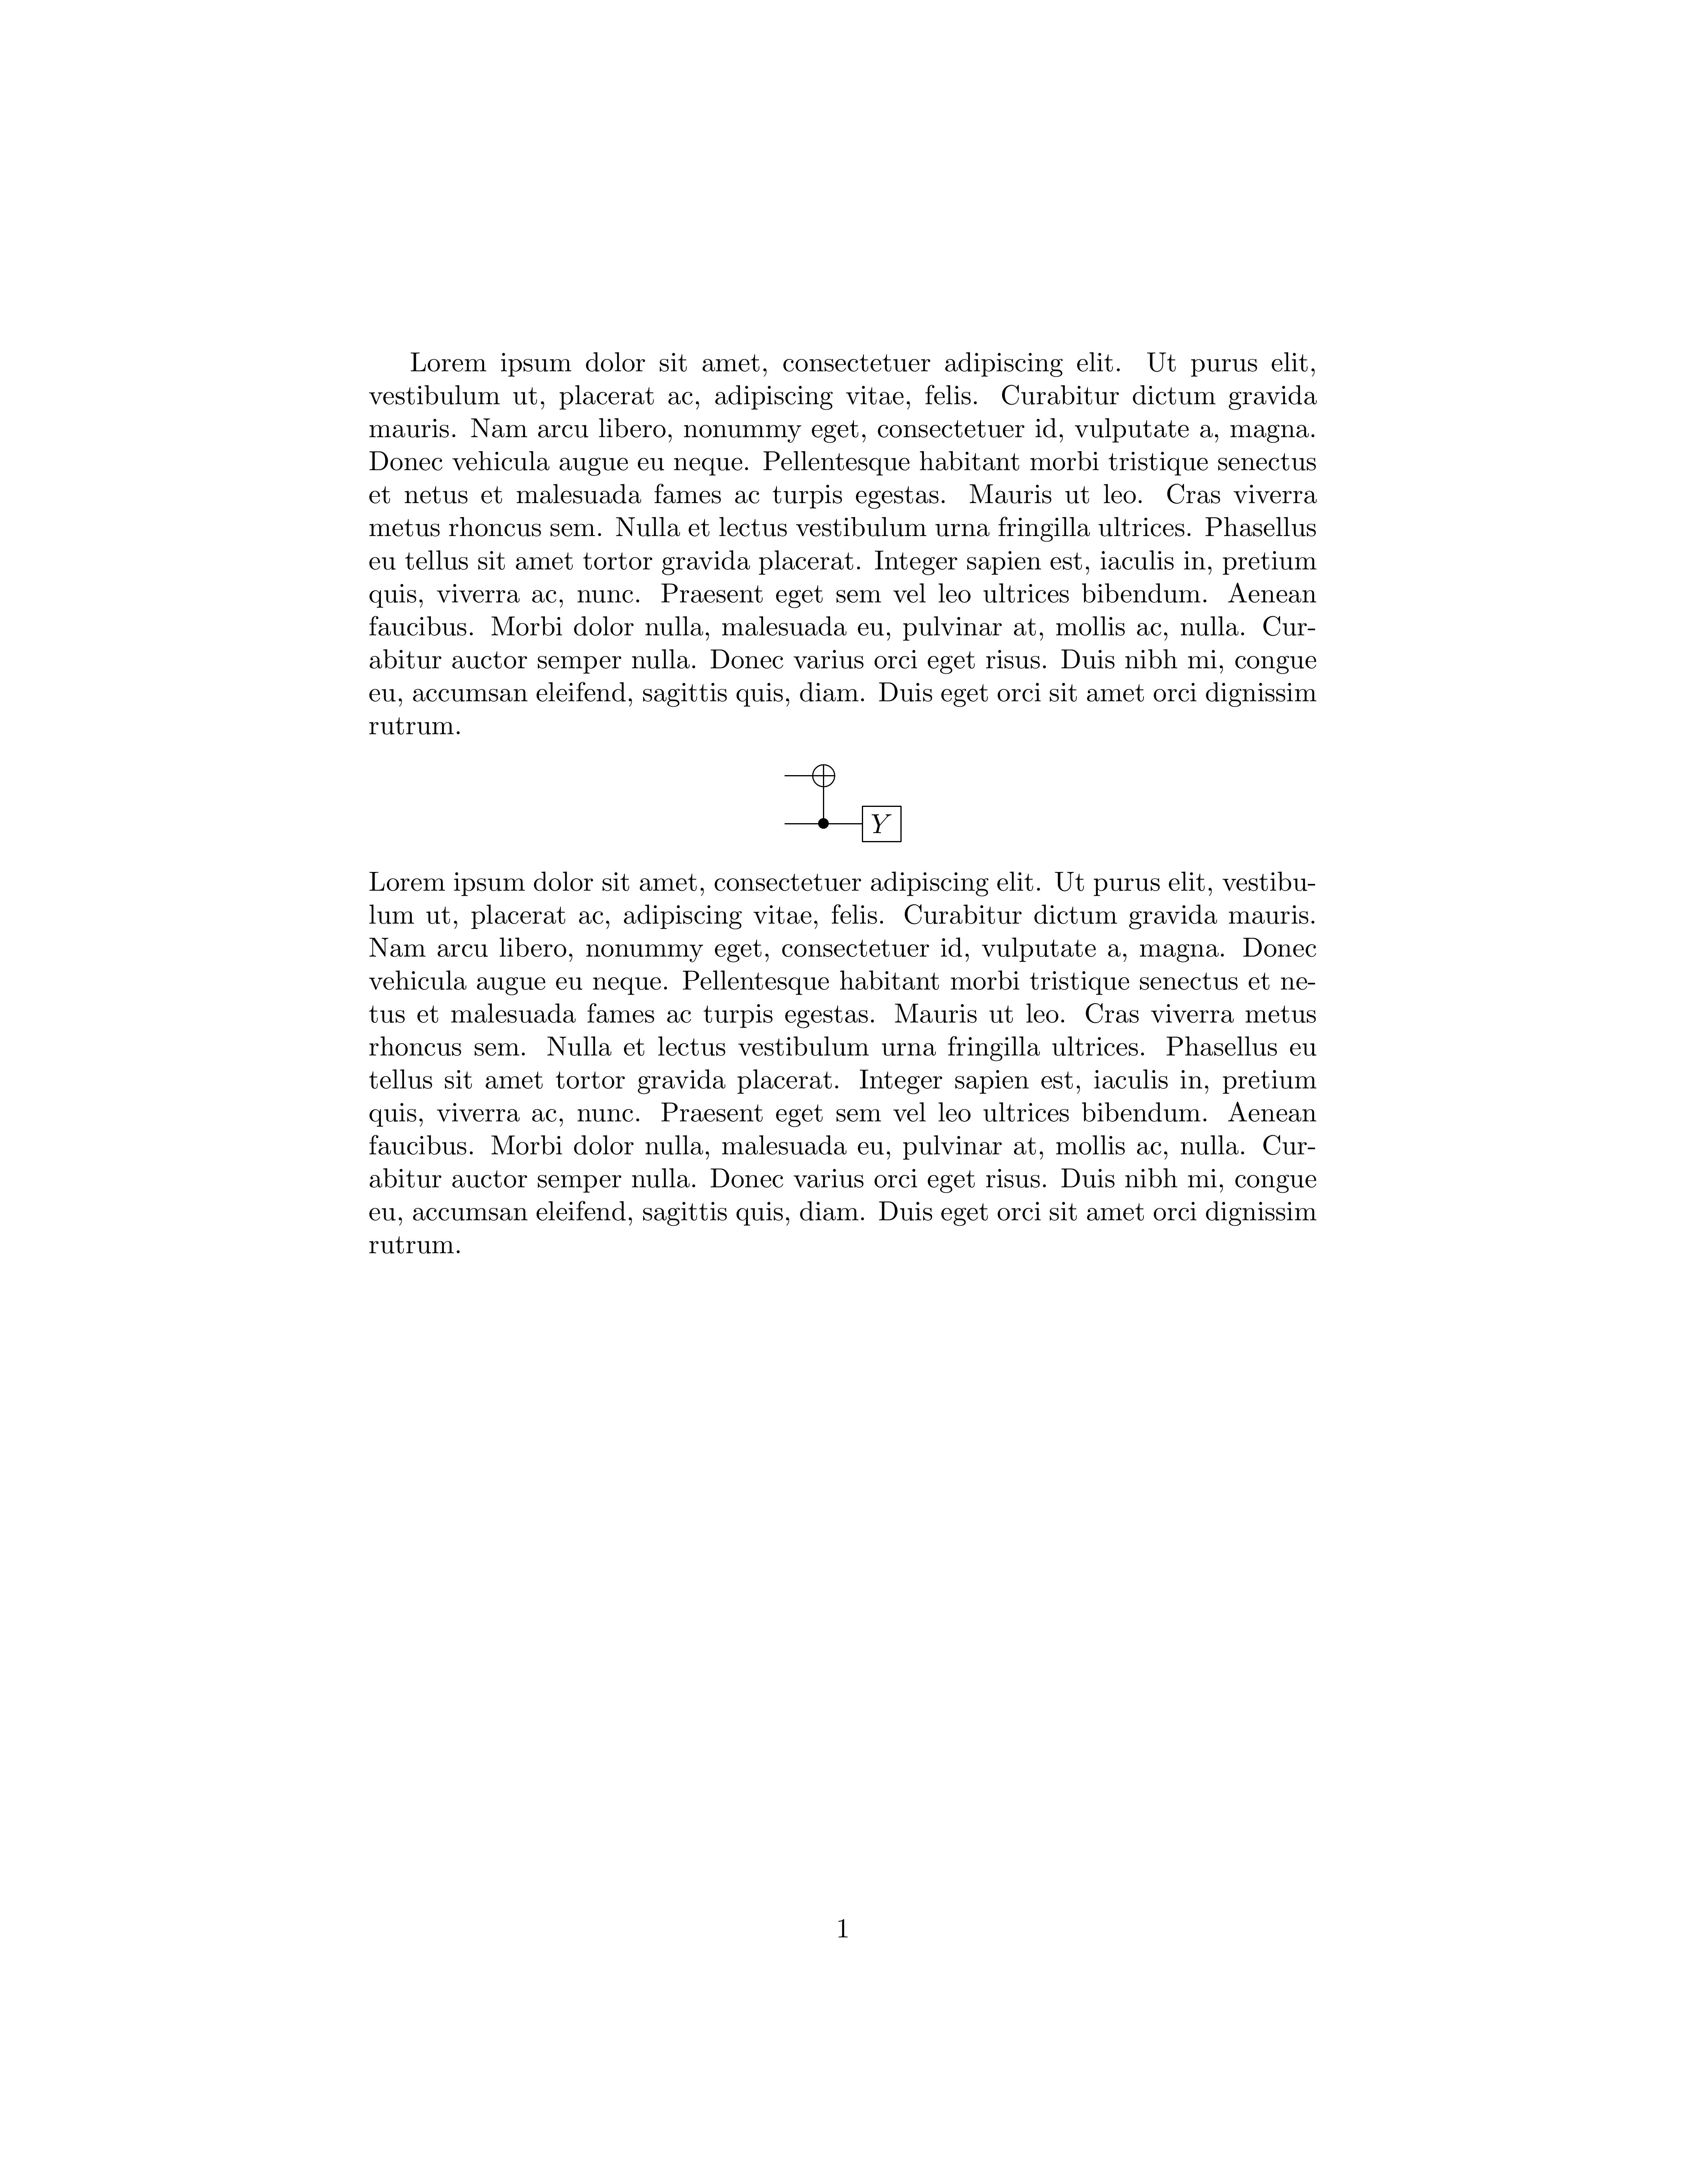 Lorem ipsum dolor sit amet, consectetuer adipiscing elit. Ut purus elit,
vestibulum ut, placerat ac, adipiscing vitae, felis. Curabitur dictum gravida
mauris. Nam arcu libero, nonummy eget, consectetuer id, vulputate a, magna.
Donec vehicula augue eu neque. Pellentesque habitant morbi tristique senectus
et netus et malesuada fames ac turpis egestas. Mauris ut leo. Cras viverra
metus rhoncus sem. Nulla et lectus vestibulum urna fringilla ultrices. Phasellus
eu tellus sit amet tortor gravida placerat. Integer sapien est, iaculis in, pretium
quis, viverra ac, nunc. Praesent eget sem vel leo ultrices bibendum. Aenean
faucibus. Morbi dolor nulla, malesuada eu, pulvinar at, mollis ac, nulla. Cur-
abitur auctor semper nulla. Donec varius orci eget risus. Duis nibh mi, congue
eu, accumsan eleifend, sagittis quis, diam. Duis eget orci sit amet orci dignissim
rutrum.
Y
Lorem ipsum dolor sit amet, consectetuer adipiscing elit. Ut purus elit, vestibu-
lum ut, placerat ac, adipiscing vitae, felis. Curabitur dictum gravida mauris.
Nam arcu libero, nonummy eget, consectetuer id, vulputate a, magna. Donec
vehicula augue eu neque. Pellentesque habitant morbi tristique senectus et ne-
tus et malesuada fames ac turpis egestas. Mauris ut leo. Cras viverra metus
rhoncus sem. Nulla et lectus vestibulum urna fringilla ultrices. Phasellus eu
tellus sit amet tortor gravida placerat. Integer sapien est, iaculis in, pretium
quis, viverra ac, nunc. Praesent eget sem vel leo ultrices bibendum. Aenean
faucibus. Morbi dolor nulla, malesuada eu, pulvinar at, mollis ac, nulla. Cur-
abitur auctor semper nulla. Donec varius orci eget risus. Duis nibh mi, congue
eu, accumsan eleifend, sagittis quis, diam. Duis eget orci sit amet orci dignissim
rutrum.
1